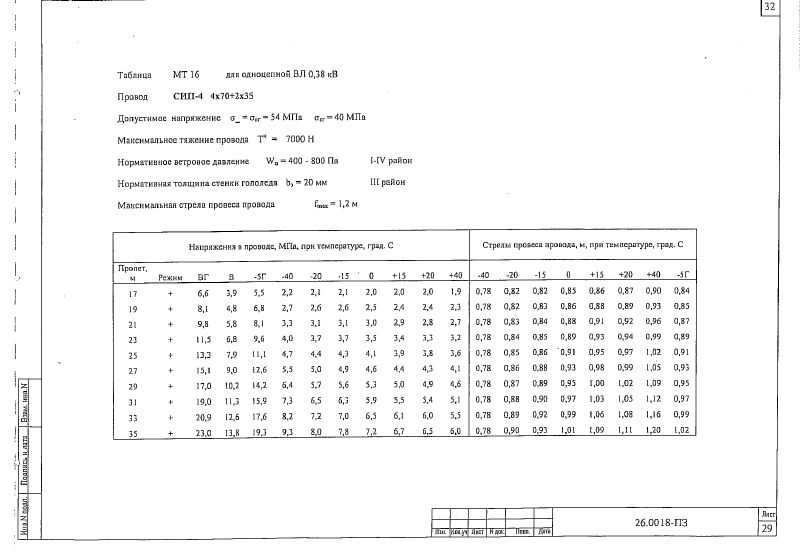 32
Таблица МТ 16 для одноцепной ВЛ 0,38 кВ
Провод СИП-4 4х70+2х35
Допустимое напряжение σ_ = σвг = 54 МПа σэг = 40 МПа
Максимальное тяжение провода Tн = 7000 Н
Нормативное ветровое давление Wo = 400 - 800 Па I-IV район
Нормативная толщина стенки гололеда bэ = 20 мм III район
Максимальная стрела провеса провода fmax = 1,2 м
Напряжения в проводе, МПа, при температуре, град. С Стрелы провеса провода, м, при температуре, град. С
Пролет, м Режим ВГ В -5Г -40 -20 -15 0 +15 +20 +40 -40 -20 -15 0 +15 +20 +40 -5Г
17 + 6,6 3,9 5,5 2,2 2,1 2,1 2,0 2,0 2,0 1,9 0,78 0,82 0,82 0,85 0,86 0,87 0,90 0,84
19 + 8,1 4,8 6,8 2,7 2,6 2,6 2,5 2,4 2,4 2,3 0,78 0,82 0,83 0,86 0,88 0,89 0,93 0,85
21 + 9,8 5,8 8,1 3,3 3,1 3,1 3,0 2,9 2,8 2,7 0,78 0,83 0,84 0,88 0,91 0,92 0,96 0,87
23 + 11,5 6,8 9,6 4,0 3,7 3,7 3,5 3,4 3,3 3,2 0,78 0,84 0,85 0,89 0,93 0,94 0,99 0,89
25 + 13,3 7,9 11,1 4,7 4,4 4,3 4,1 3,9 3,8 3,6 0,78 0,85 0,86 0,91 0,95 0,97 1,02 0,91
27 + 15,1 9,0 12,6 5,5 5,0 4,9 4,6 4,4 4,3 4,1 0,78 0,86 0,88 0,93 0,98 0,99 1,05 0,93
29 + 17,0 10,2 14,2 6,4 5,7 5,6 5,3 5,0 4,9 4,6 0,78 0,87 0,89 0,95 1,00 1,02 1,09 0,95
31 + 19,0 11,3 15,9 7,3 6,5 6,3 5,9 5,5 5,4 5,1 0,78 0,88 0,90 0,97 1,03 1,05 1,12 0,97
33 + 20,9 12,6 17,6 8,2 7,2 7,0 6,5 6,1 6,0 5,5 0,78 0,89 0,92 0,99 1,06 1,08 1,16 0,99
35 + 23,0 13,8 19,3 9,3 8,0 7,8 7,2 6,7 6,5 6,0 0,78 0,90 0,93 1,01 1,09 1,11 1,20 1,02
Взам. инв.N
Подпись и дата
Инв.N подл.
Изм. Кол.уч Лист N док. Подп. Дата
26.0018-ПЗ
Лист
29